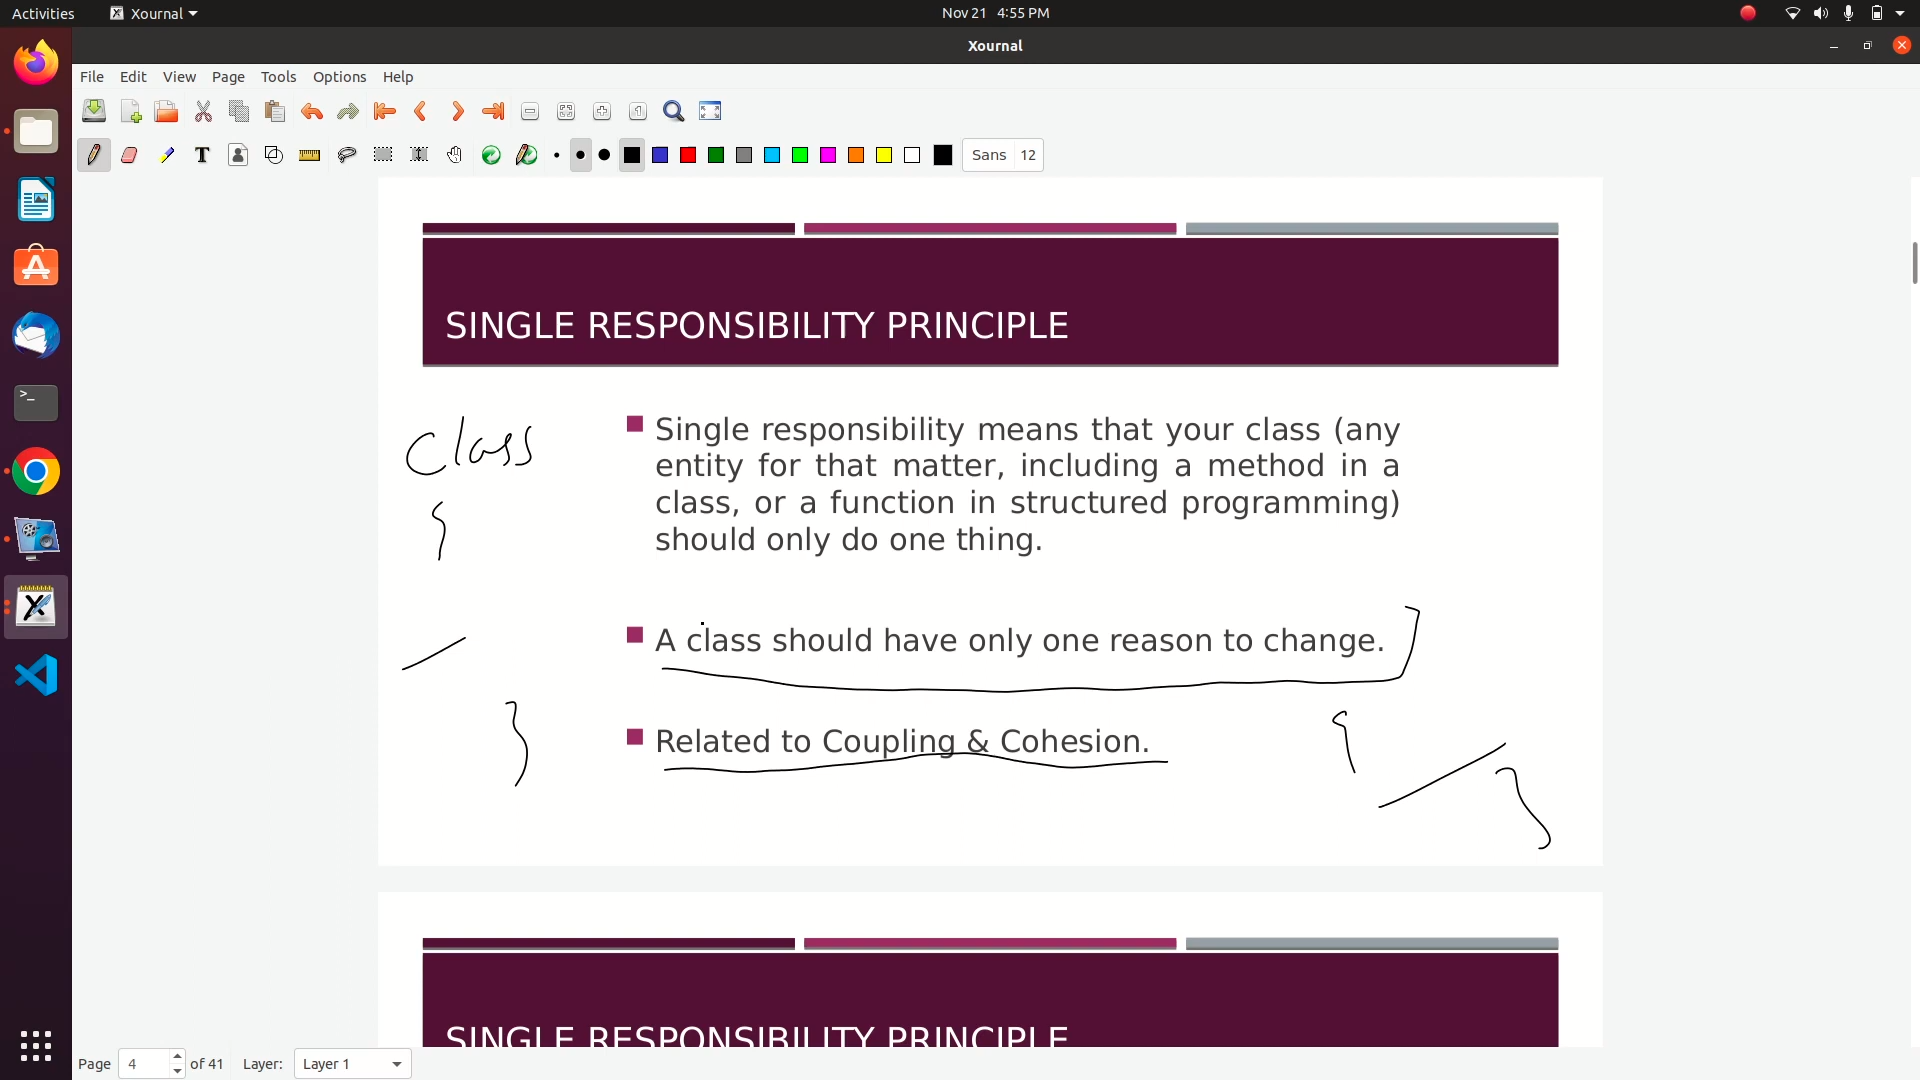 Activities
Xournal
Nov 21 4:55 PM
Xournal
File Edit View Page Tools Options Help
Sans 12
SINGLE RESPONSIBILITY PRINCIPLE
class
{
Single responsibility means that your class (any
entity for that matter, including a method in a
class, or a function in structured programming)
should only do one thing.
A class should have only one reason to change.
}
Related to Coupling & Cohesion.
{
}
SINGLE RESPONSIBILITY PRINCIPLE
Page 4 of 41 Layer: Layer 1